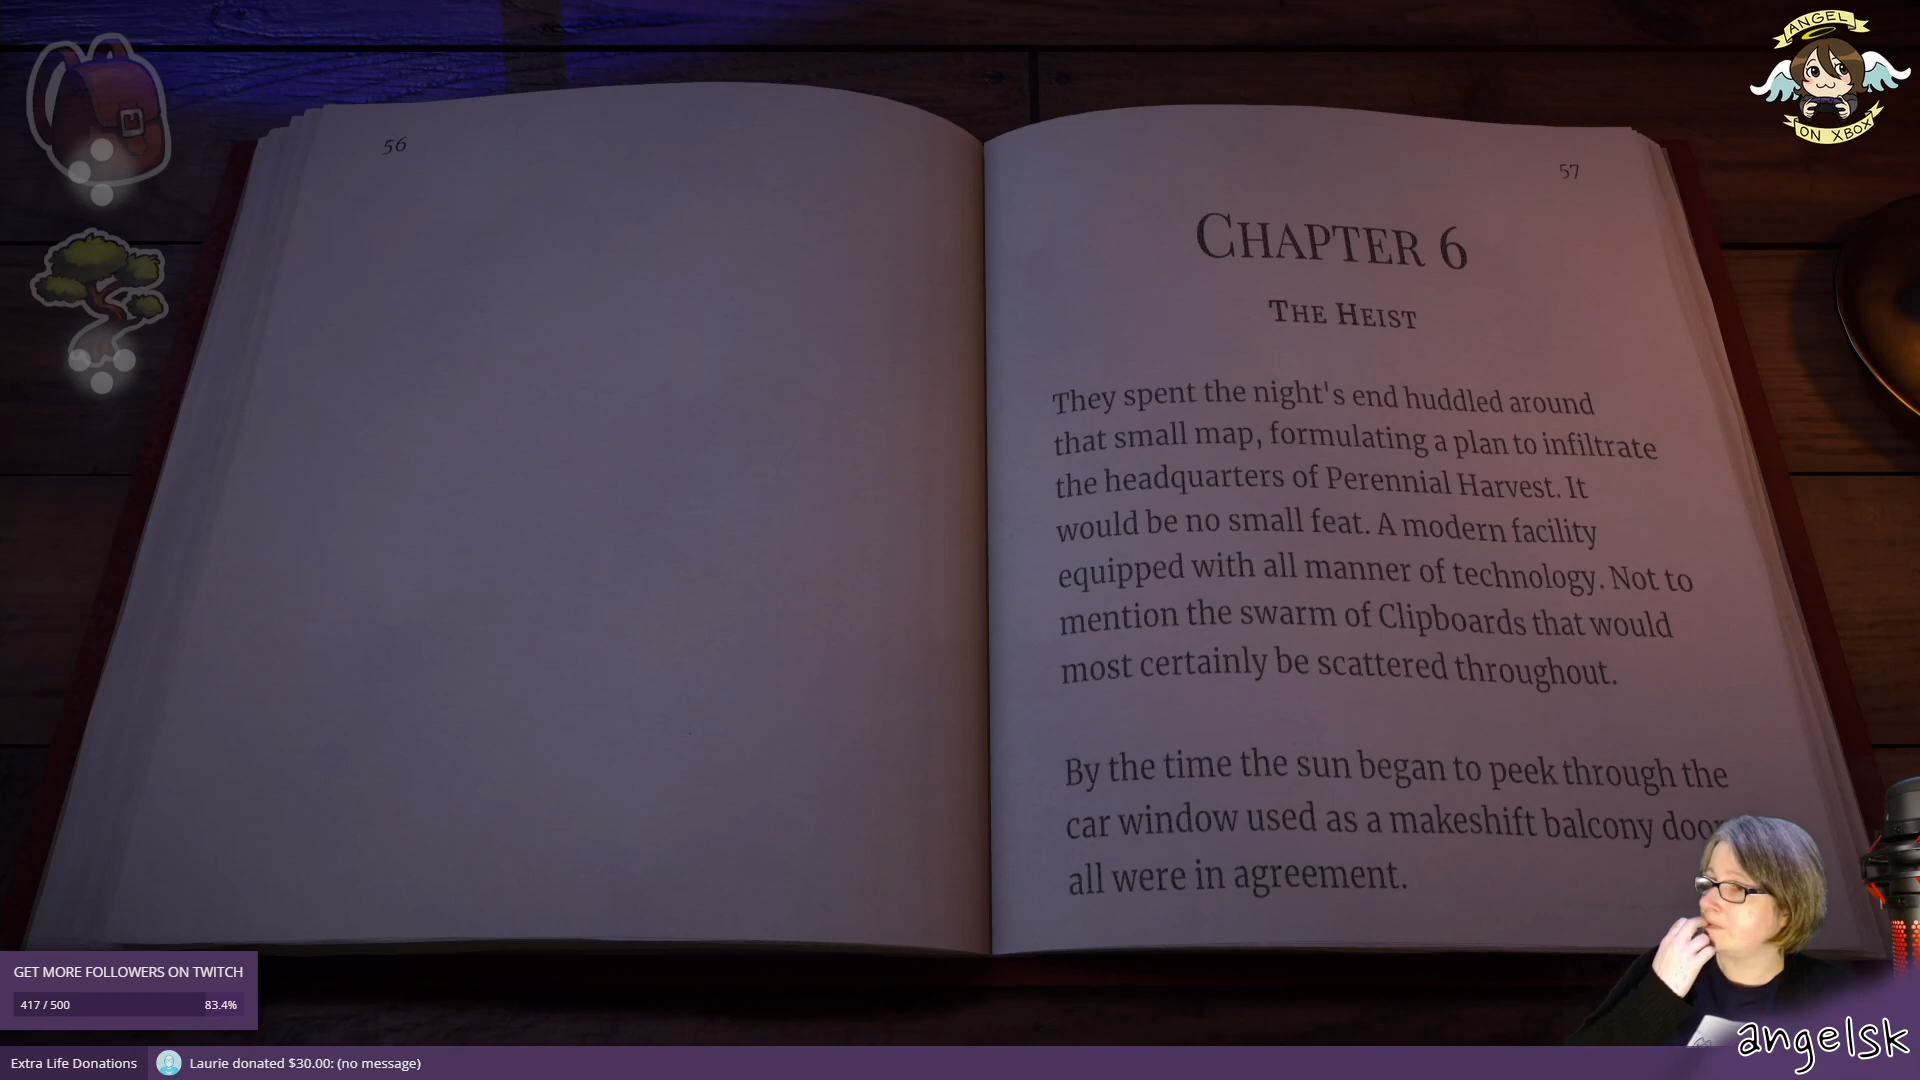 ANGEL
ON XBOX
56
57
CHAPTER 6
THE HEIST
They spent the night's end huddled around
that small map, formulating a plan to infiltrate
the headquarters of Perennial Harvest. It
would be no small feat. A modern facility
equipped with all manner of technology. Not to
mention the swarm of Clipboards that would
most certainly be scattered throughout.
By the time the sun began to peek through the
car window used as a makeshift balcony door
all were in agreement.
GET MORE FOLLOWERS ON TWITCH
417 / 500 83.4%
Extra Life Donations Laurie donated $30.00: (no message)
angelsk